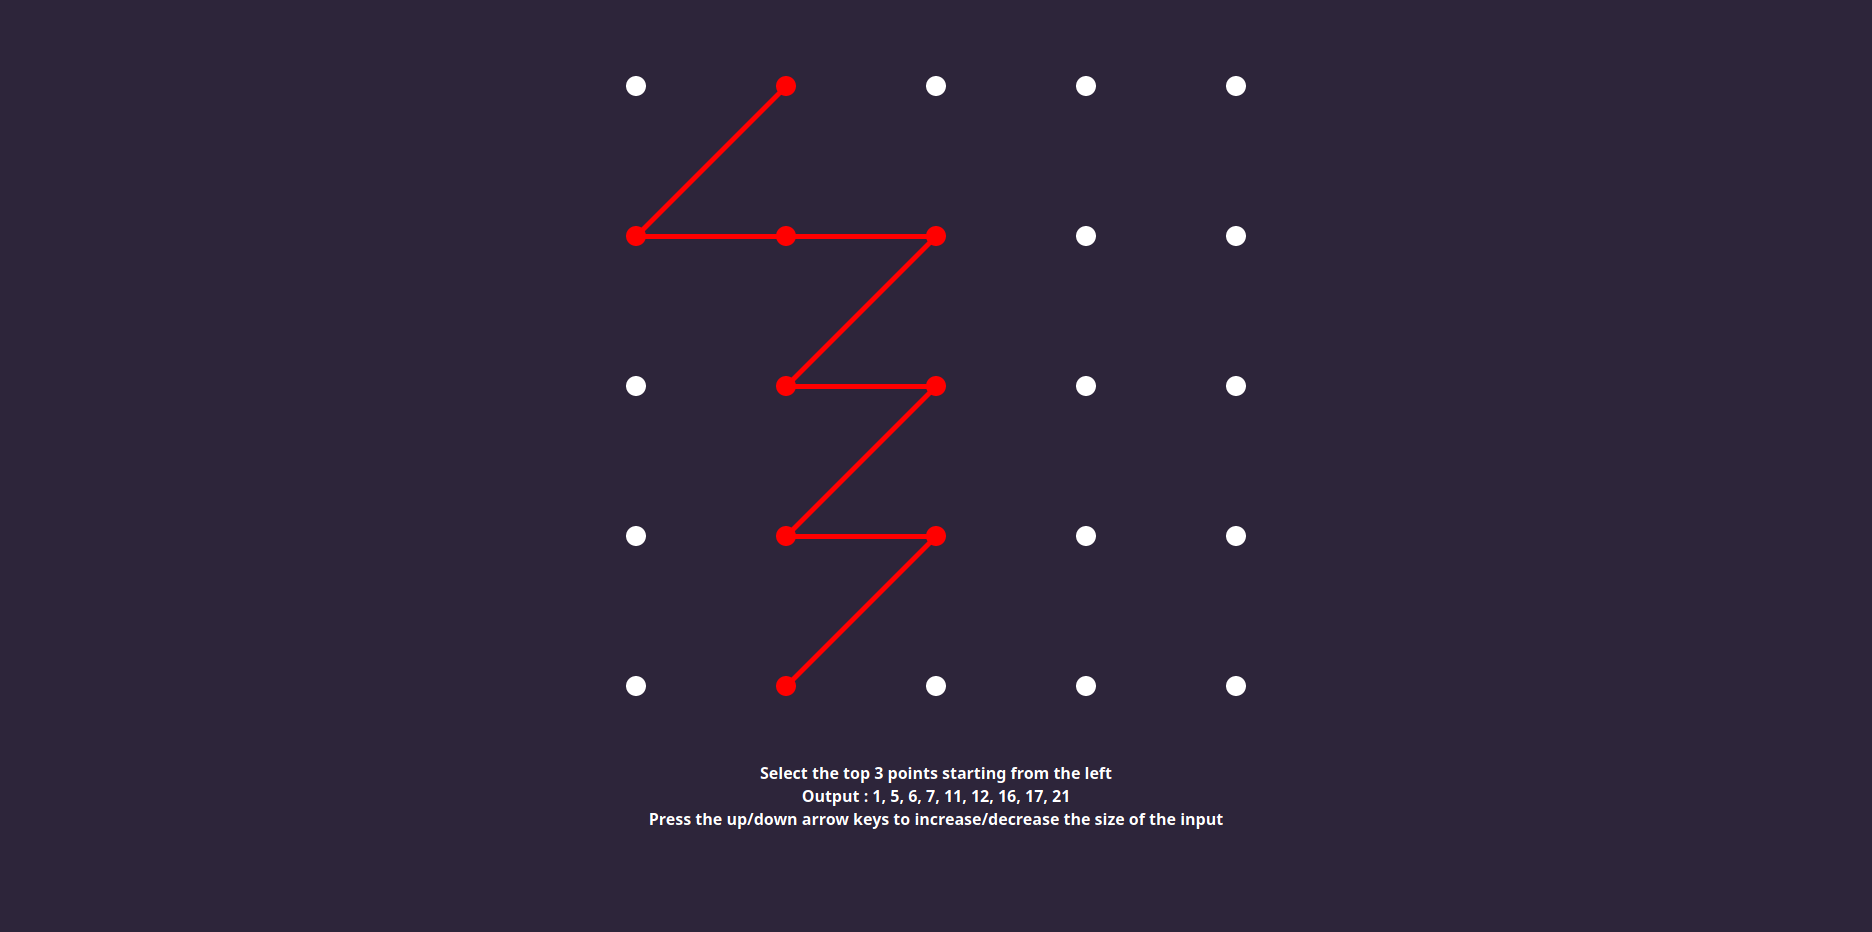 Select the top 3 points starting from the left
Output : 1, 5, 6, 7, 11, 12, 16, 17, 21
Press the up/down arrow keys to increase/decrease the size of the input